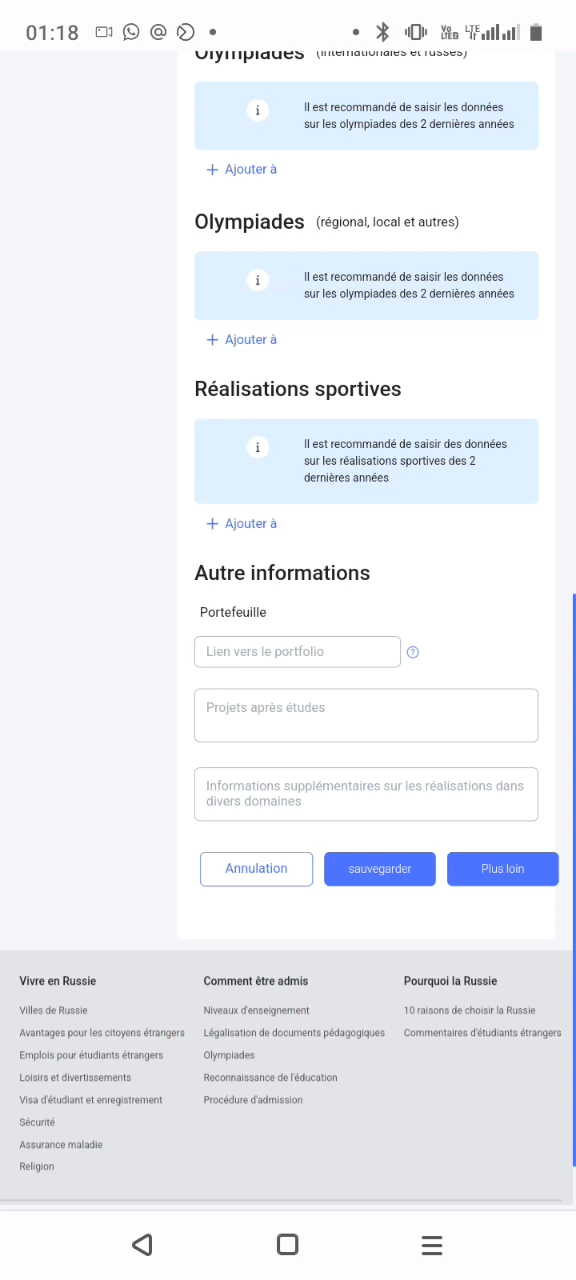 01:18
Vo LTE2 LTE
Olympiades (internationales et russes)
i Il est recommandé de saisir les données
sur les olympiades des 2 dernières années
+ Ajouter à
Olympiades (régional, local et autres)
i Il est recommandé de saisir les données
sur les olympiades des 2 dernières années
+ Ajouter à
Réalisations sportives
i Il est recommandé de saisir des données
sur les réalisations sportives des 2
dernières années
+ Ajouter à
Autre informations
Portefeuille
Lien vers le portfolio ?
Projets après études
Informations supplémentaires sur les réalisations dans
divers domaines
Annulation sauvegarder Plus loin
Vivre en Russie
Villes de Russie
Avantages pour les citoyens étrangers
Emplois pour étudiants étrangers
Loisirs et divertissements
Visa d'étudiant et enregistrement
Sécurité
Assurance maladie
Religion
Comment être admis
Niveaux d'enseignement
Légalisation de documents pédagogiques
Olympiades
Reconnaissance de l'éducation
Procédure d'admission
Pourquoi la Russie
10 raisons de choisir la Russie
Commentaires d'étudiants étrangers